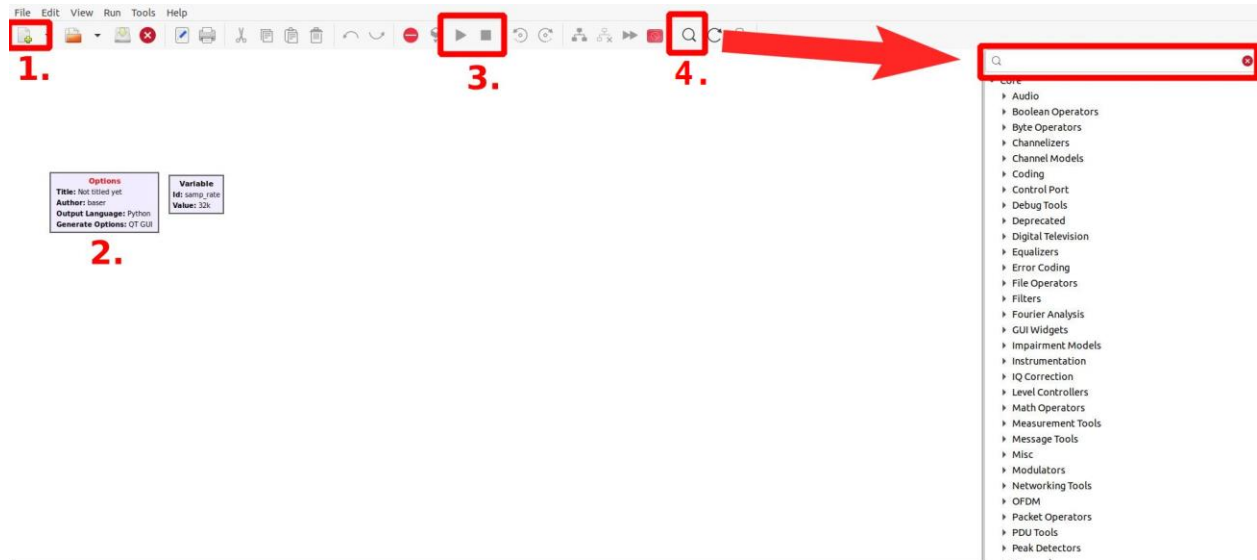 File Edit View Run Tools Help
1.
3.
4.
Core
Audio
Boolean Operators
Byte Operators
Channelizers
Channel Models
Coding
Control Port
Debug Tools
Deprecated
Digital Television
Equalizers
Error Coding
File Operators
Filters
Fourier Analysis
GUI Widgets
Impairment Models
Instrumentation
IQ Correction
Level Controllers
Math Operators
Measurement Tools
Message Tools
Misc
Modulators
Networking Tools
OFDM
Packet Operators
PDU Tools
Peak Detectors
Options
Title: Not titled yet
Author: baser
Output Language: Python
Generate Options: QT GUI
Variable
Id: samp_rate
Value: 32k
2.